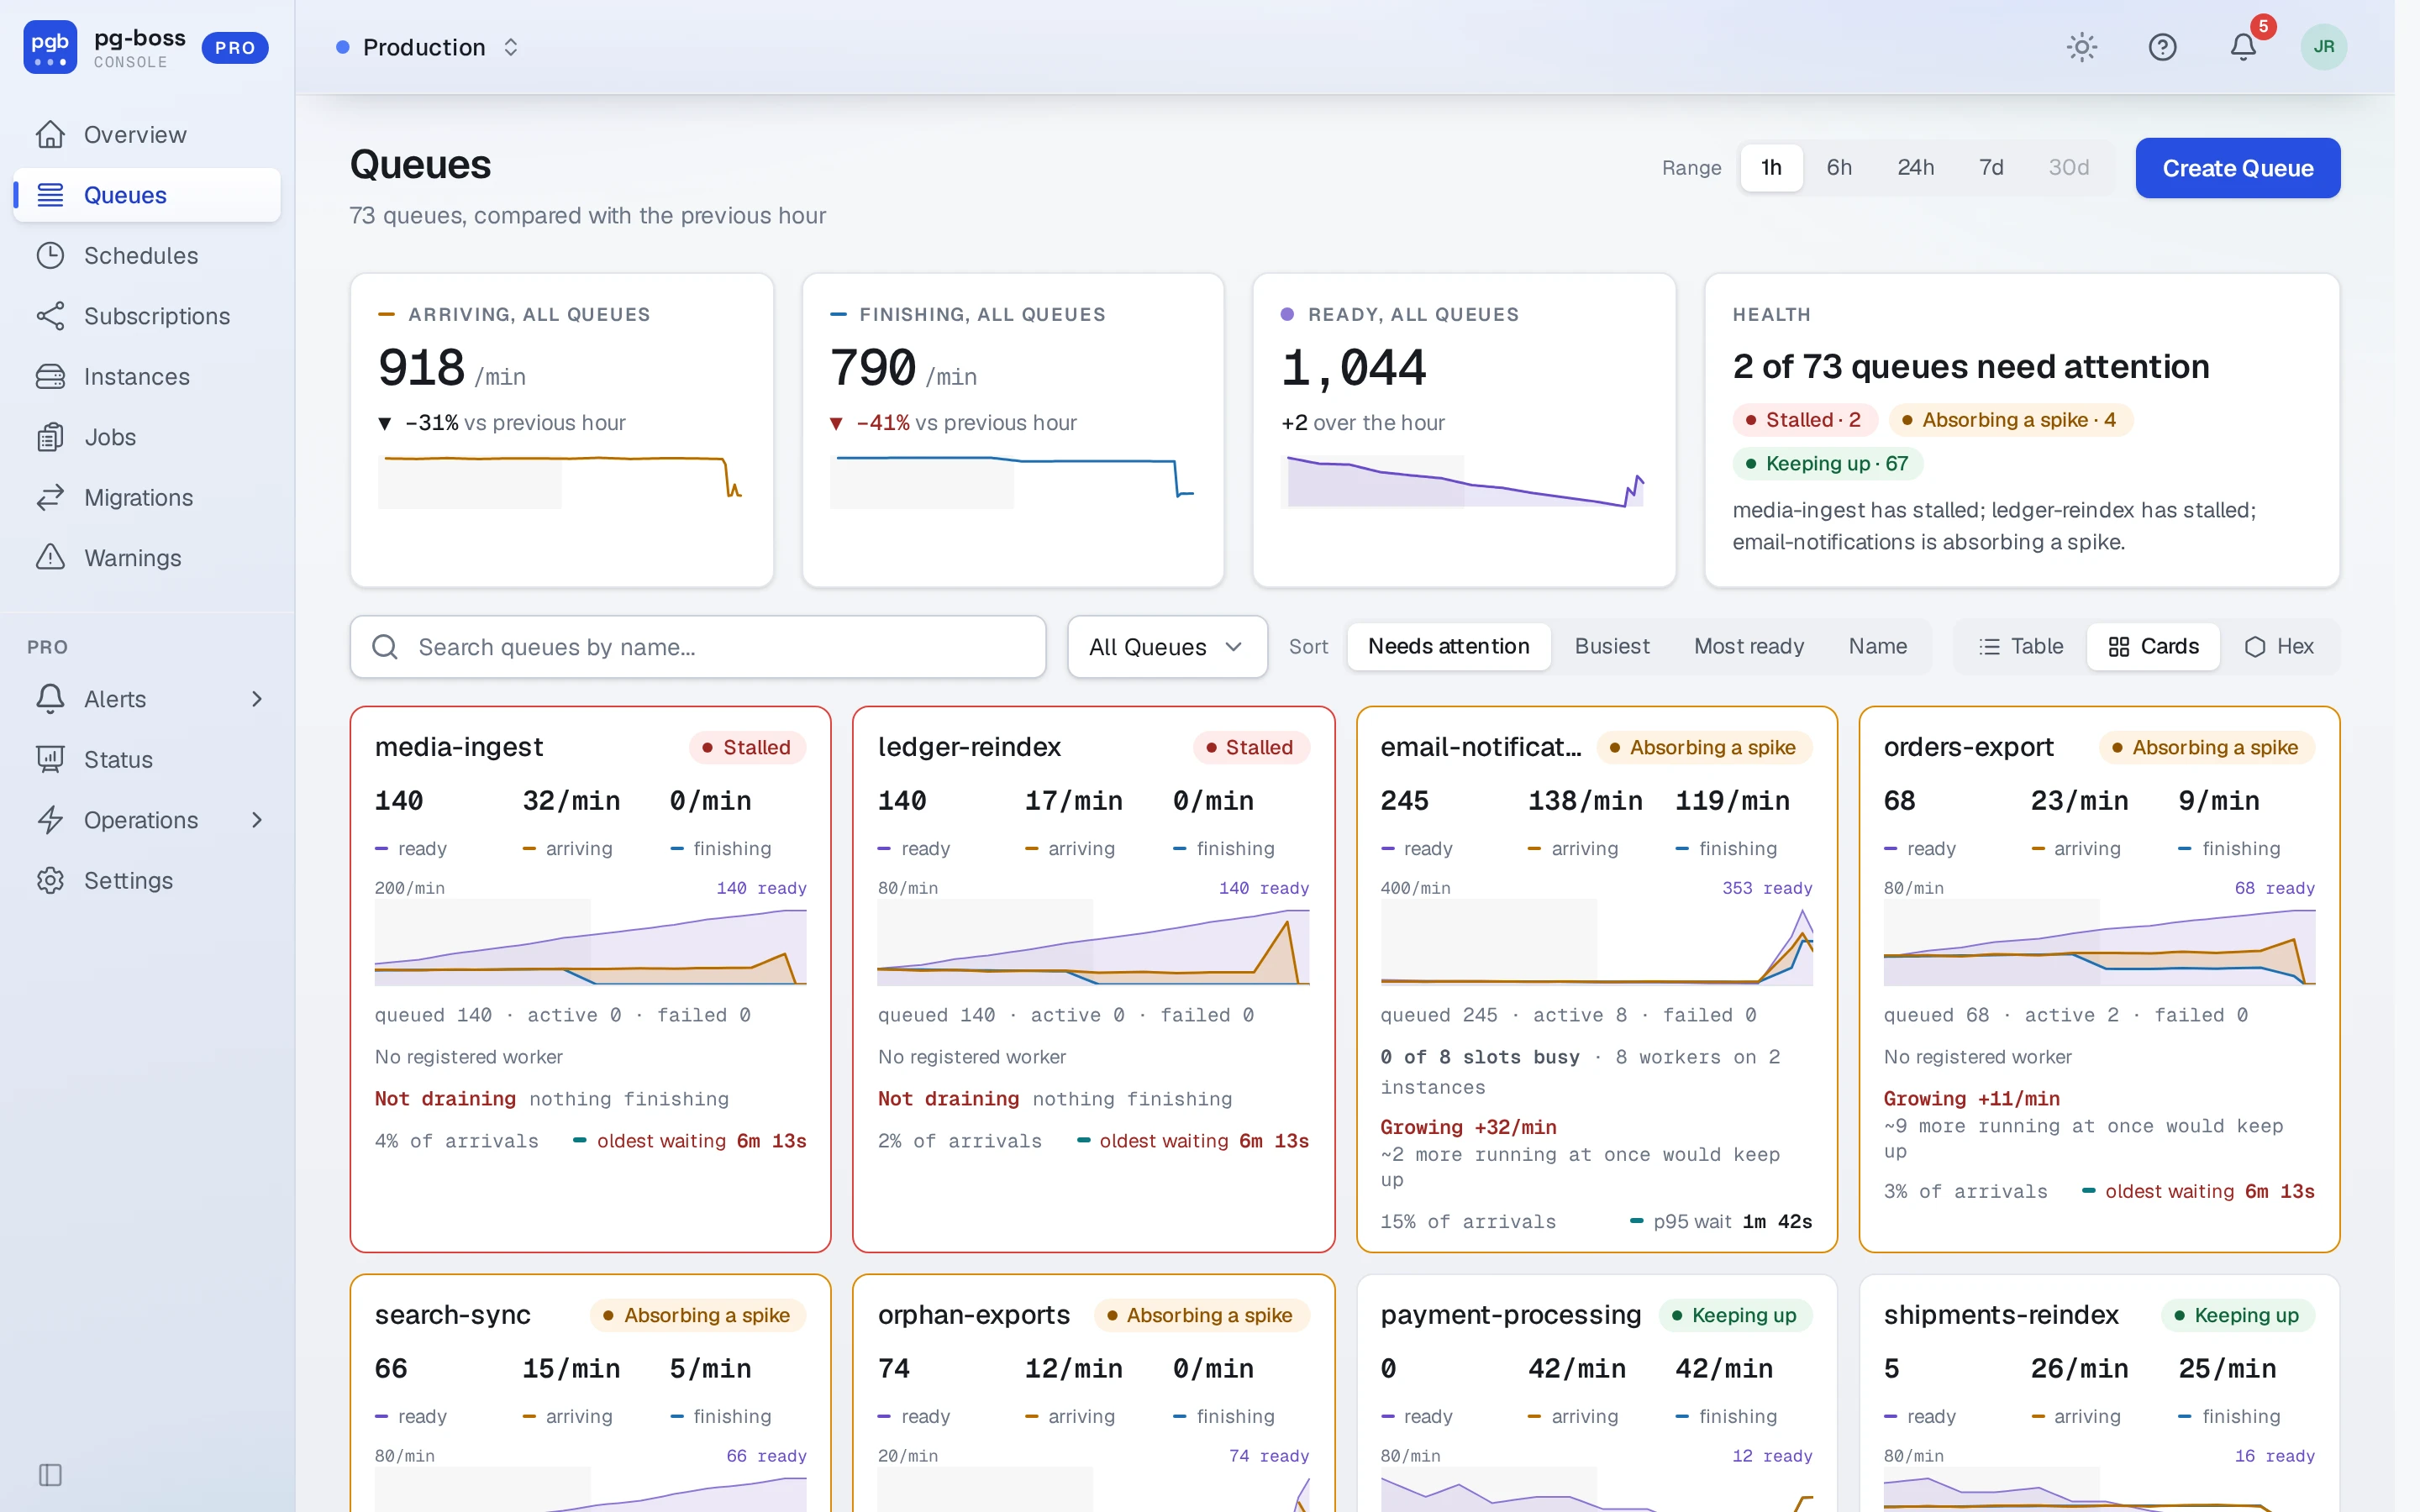 pgb
pg-boss
CONSOLE
PRO
Production
5
JR
Overview
Queues
Schedules
Subscriptions
Instances
Jobs
Migrations
Warnings
PRO
Alerts
Status
Operations
Settings
Queues
73 queues, compared with the previous hour
Range 1h 6h 24h 7d 30d
Create Queue
ARRIVING, ALL QUEUES
918 /min
▼ −31% vs previous hour
FINISHING, ALL QUEUES
790 /min
▼ −41% vs previous hour
READY, ALL QUEUES
1,044
+2 over the hour
HEALTH
2 of 73 queues need attention
Stalled · 2
Absorbing a spike · 4
Keeping up · 67
media-ingest has stalled; ledger-reindex has stalled;
email-notifications is absorbing a spike.
Search queues by name...
All Queues
Sort Needs attention Busiest Most ready Name
Table Cards Hex
media-ingest Stalled
140 32/min 0/min
ready arriving finishing
200/min 140 ready
queued 140 · active 0 · failed 0
No registered worker
Not draining nothing finishing
4% of arrivals oldest waiting 6m 13s
ledger-reindex Stalled
140 17/min 0/min
ready arriving finishing
80/min 140 ready
queued 140 · active 0 · failed 0
No registered worker
Not draining nothing finishing
2% of arrivals oldest waiting 6m 13s
email-notificat... Absorbing a spike
245 138/min 119/min
ready arriving finishing
400/min 353 ready
queued 245 · active 8 · failed 0
0 of 8 slots busy · 8 workers on 2
instances
Growing +32/min
~2 more running at once would keep
up
15% of arrivals p95 wait 1m 42s
orders-export Absorbing a spike
68 23/min 9/min
ready arriving finishing
80/min 68 ready
queued 68 · active 2 · failed 0
No registered worker
Growing +11/min
~9 more running at once would keep
up
3% of arrivals oldest waiting 6m 13s
search-sync Absorbing a spike
66 15/min 5/min
ready arriving finishing
80/min 66 ready
orphan-exports Absorbing a spike
74 12/min 0/min
ready arriving finishing
20/min 74 ready
payment-processing Keeping up
0 42/min 42/min
ready arriving finishing
80/min 12 ready
shipments-reindex Keeping up
5 26/min 25/min
ready arriving finishing
80/min 16 ready